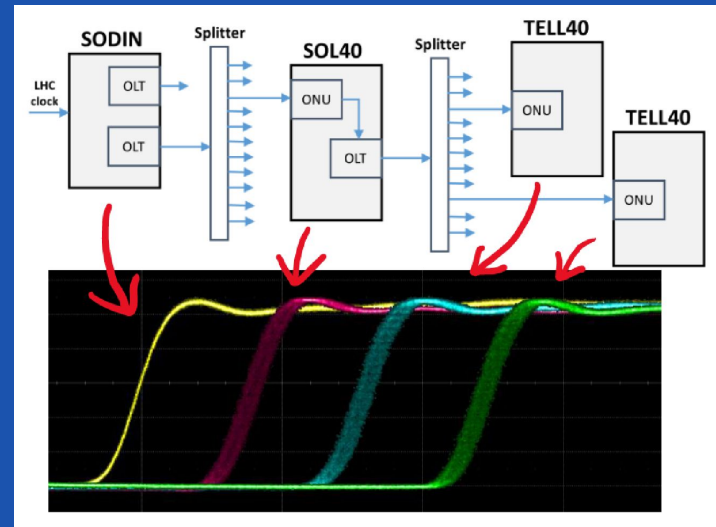 SODIN
Splitter
SOL40
Splitter
TELL40
LHC
clock
OLT
OLT
ONU
OLT
ONU
TELL40
ONU